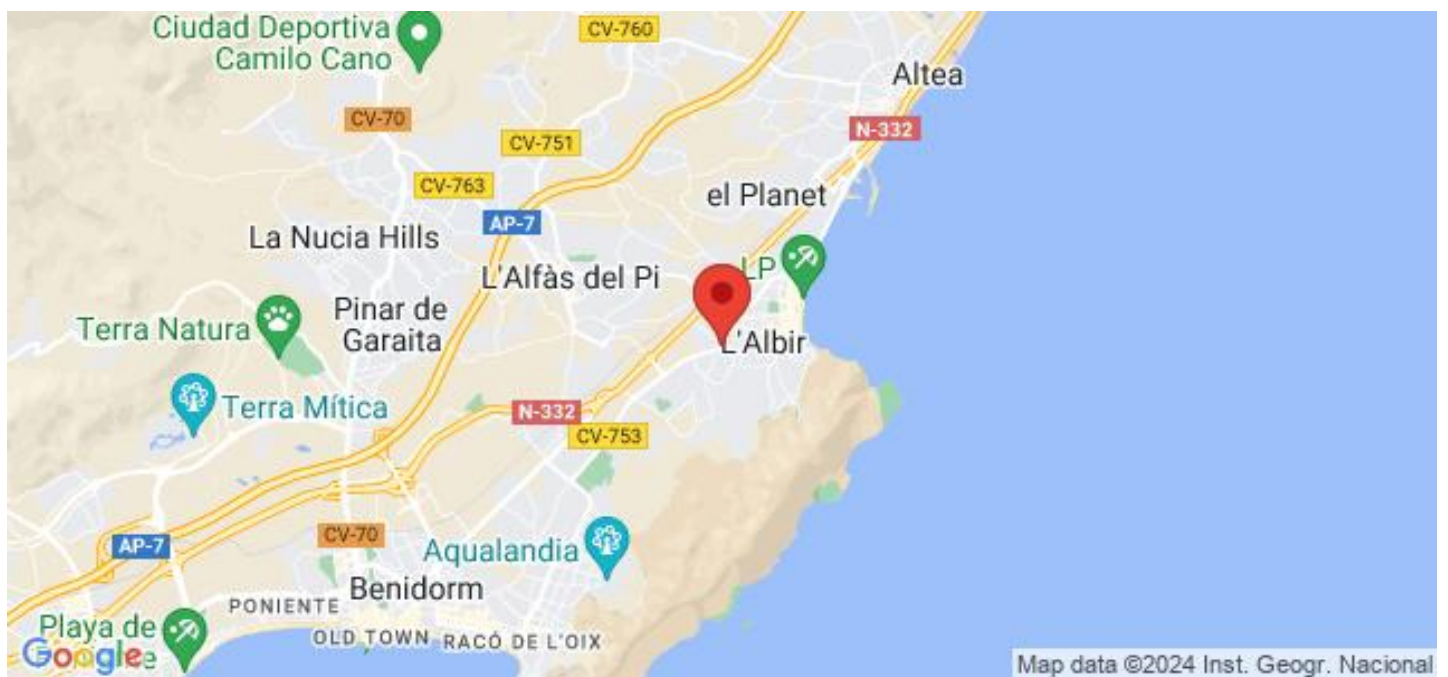 Ciudad Deportiva
Camilo Cano
CV-760
Altea
CV-70
N-332
CV-751
CV-763
el Planet
AP-7
La Nucia Hills
L'Alfàs del Pi
LP
Pinar de
Garaita
Terra Natura
L'Albir
Terra Mítica
N-332
CV-753
CV-70
AP-7
Aqualandia
Benidorm
PONIENTE
OLD TOWN
RACÓ DE L'OIX
Playa de
Google
Map data ©2024 Inst. Geogr. Nacional